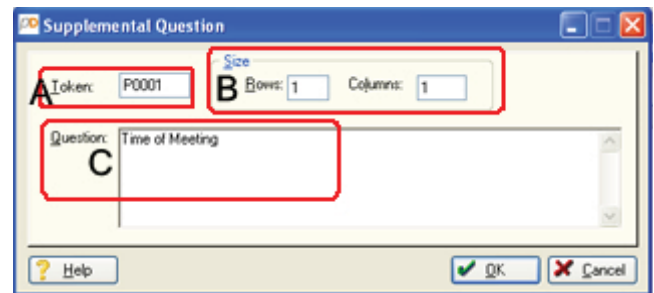 Supplemental Question
Size
A Token: P0001 B Rows: 1 Columns: 1
Question: Time of Meeting
C
? Help OK Cancel